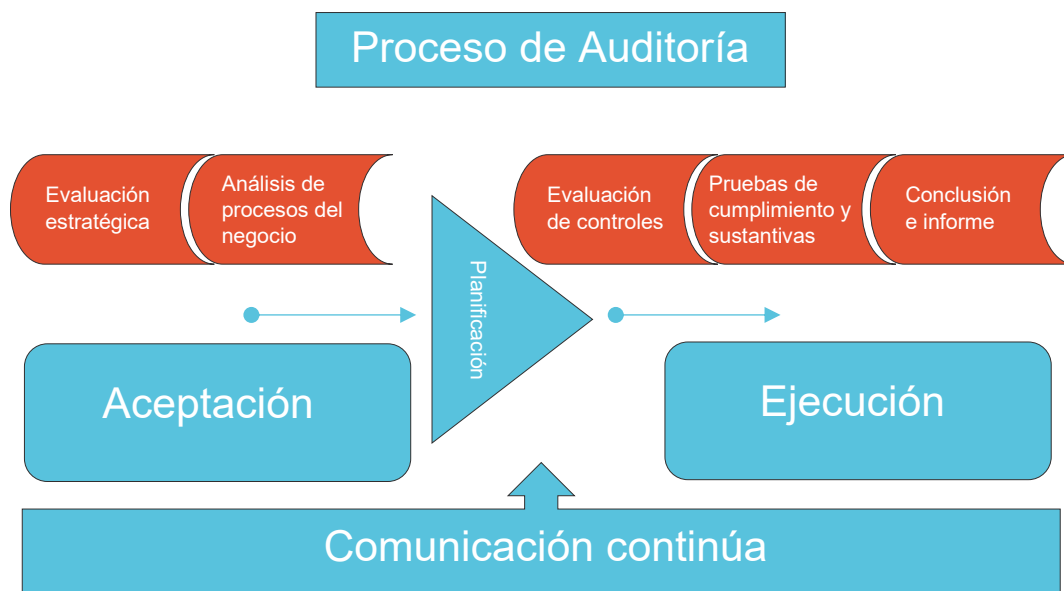 Proceso de Auditoría
Evaluación
estratégica
Análisis de
procesos del
negocio
Evaluación
de controles
Pruebas de
cumplimiento y
sustantivas
Conclusión
e informe
Planificación
Aceptación
Ejecución
Comunicación continúa